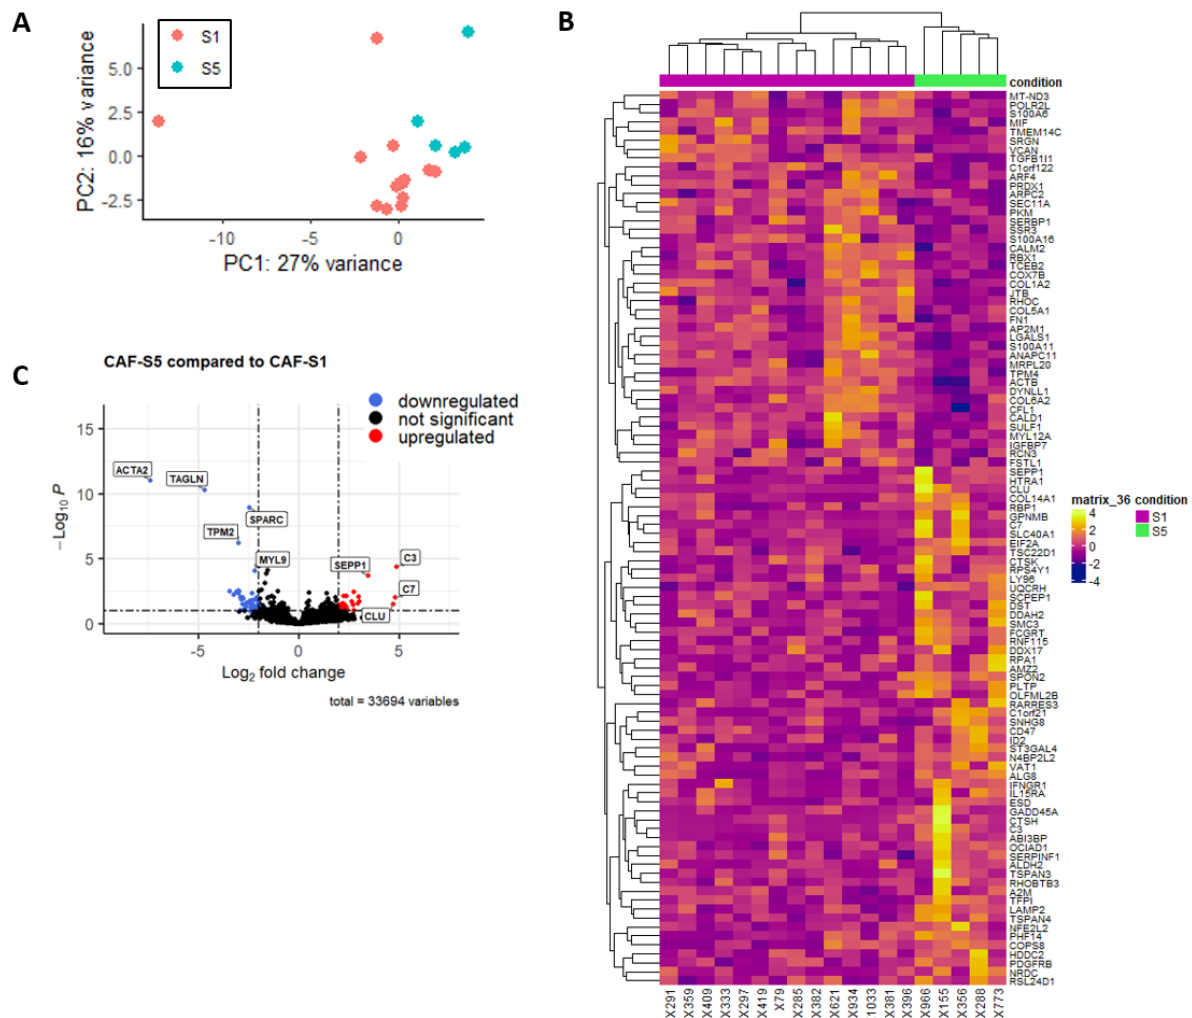 A
S1
S5
PC2: 16% variance
5.0
2.5
0.0
-2.5
-10
-5
0
PC1: 27% variance
B
condition
MT-ND3
POLR2L
S100A6
MIF
TMEM14C
SRGN
VCAN
TGFB1I1
C1orf122
ARF4
PRDX1
ARPC2
SEC11A
PKM
SERBP1
SSR3
S100A16
CALM2
RBX1
TCEB2
COX7B
COL1A2
JTB
RHOC
COL5A1
FN1
AP2M1
LGALS1
S100A11
ANAPC11
MRPL20
TPM4
ACTB
DYNLL1
COL6A2
CFL1
CALD1
SULF1
MYL12A
IGFBP7
RCN3
FSTL1
SEPP1
HTRA1
CLU
COL14A1
RBP1
GPNMB
C7
SLC40A1
EIF2A
TSC22D1
CTSK
RPS4Y1
LY96
UQCRH
SCPEP1
DST
DDAH2
SMC3
FCGRT
RNF115
DDX17
RPA1
AMZ2
SPON2
PLTP
OLFML2B
RARRES3
C1orf21
SNHG8
CD47
ID2
ST3GAL4
N4BP2L2
VAT1
ALG8
IFNGR1
IL15RA
ESD
GADD45A
CTSH
C3
ABI3BP
OCIAD1
SERPINF1
ALDH2
TSPAN3
RHOBTB3
A2M
TFPI
LAMP2
TSPAN4
NFE2L2
PHF14
COPS8
HDDC2
PDGFRB
NRDC
RSL24D1
X291
X359
X409
X333
X297
X419
X79
X285
X382
X621
X934
1033
X381
X396
X966
X155
X356
X288
X773
matrix_36
4
2
0
-2
-4
condition
S1
S5
C
CAF-S5 compared to CAF-S1
downregulated
not significant
upregulated
− Log10 P
15
10
5
0
ACTA2
TAGLN
SPARC
TPM2
MYL9
SEPP1
C3
C7
CLU
-5
0
5
Log2 fold change
total = 33694 variables